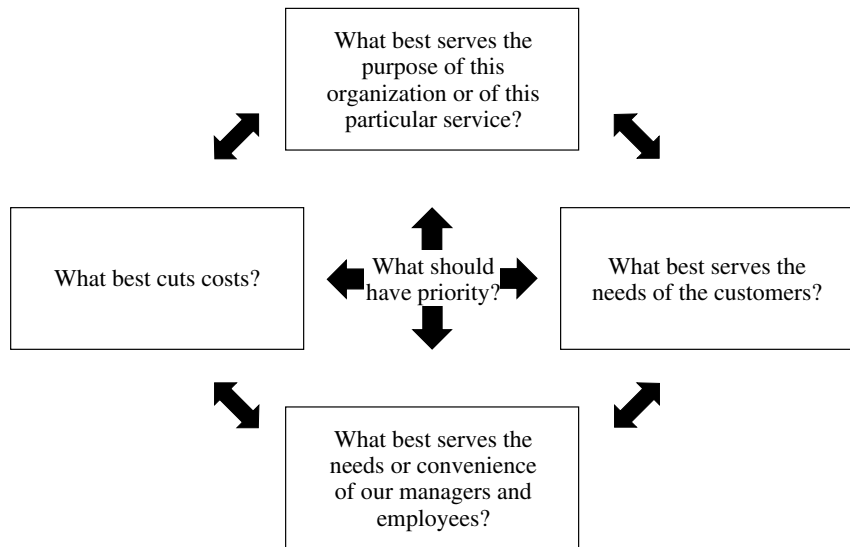 What best serves the
purpose of this
organization or of this
particular service?
What best cuts costs?
What should
have priority?
What best serves the
needs of the customers?
What best serves the
needs or convenience
of our managers and
employees?